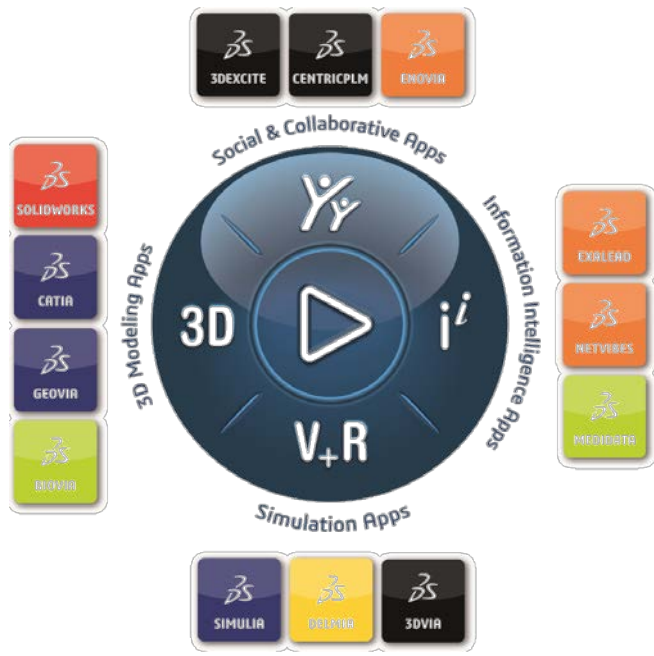 3DEXCITE
CENTRICPLM
ENOVIA
Social & Collaborative Apps
SOLIDWORKS
CATIA
GEOVIA
BIOVIA
3D Modeling Apps
3D
i i
V+R
Information Intelligence Apps
EXALEAD
NETVIBES
MEDIDATA
Simulation Apps
SIMULIA
DELMIA
3DVIA